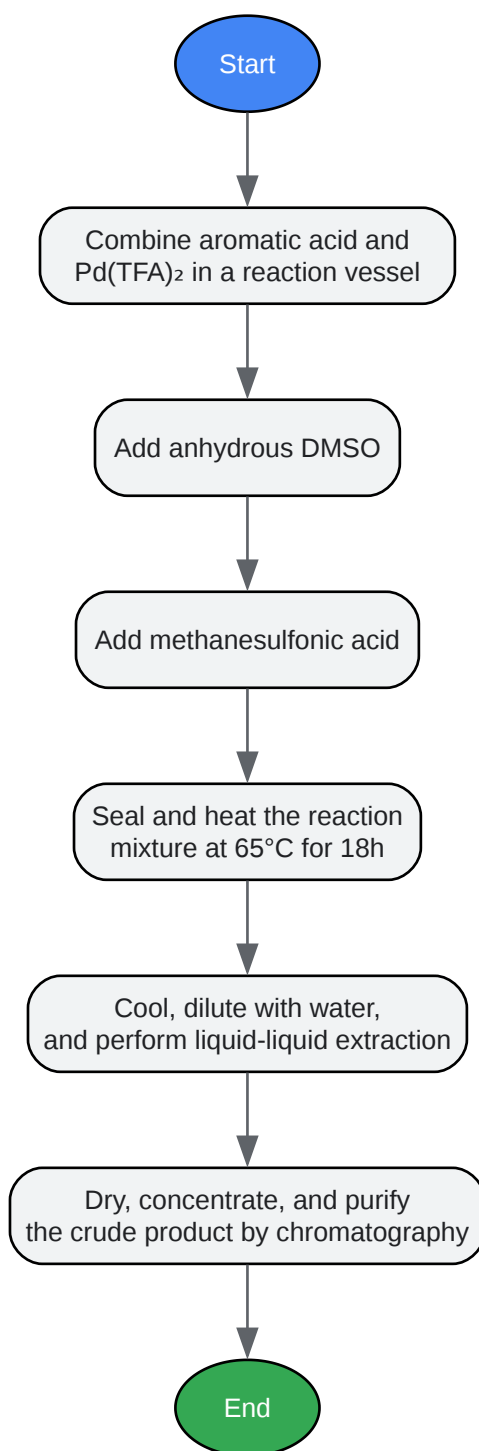 Start
Combine aromatic acid and
Pd(TFA)₂ in a reaction vessel
Add anhydrous DMSO
Add methanesulfonic acid
Seal and heat the reaction
mixture at 65°C for 18h
Cool, dilute with water,
and perform liquid-liquid extraction
Dry, concentrate, and purify
the crude product by chromatography
End